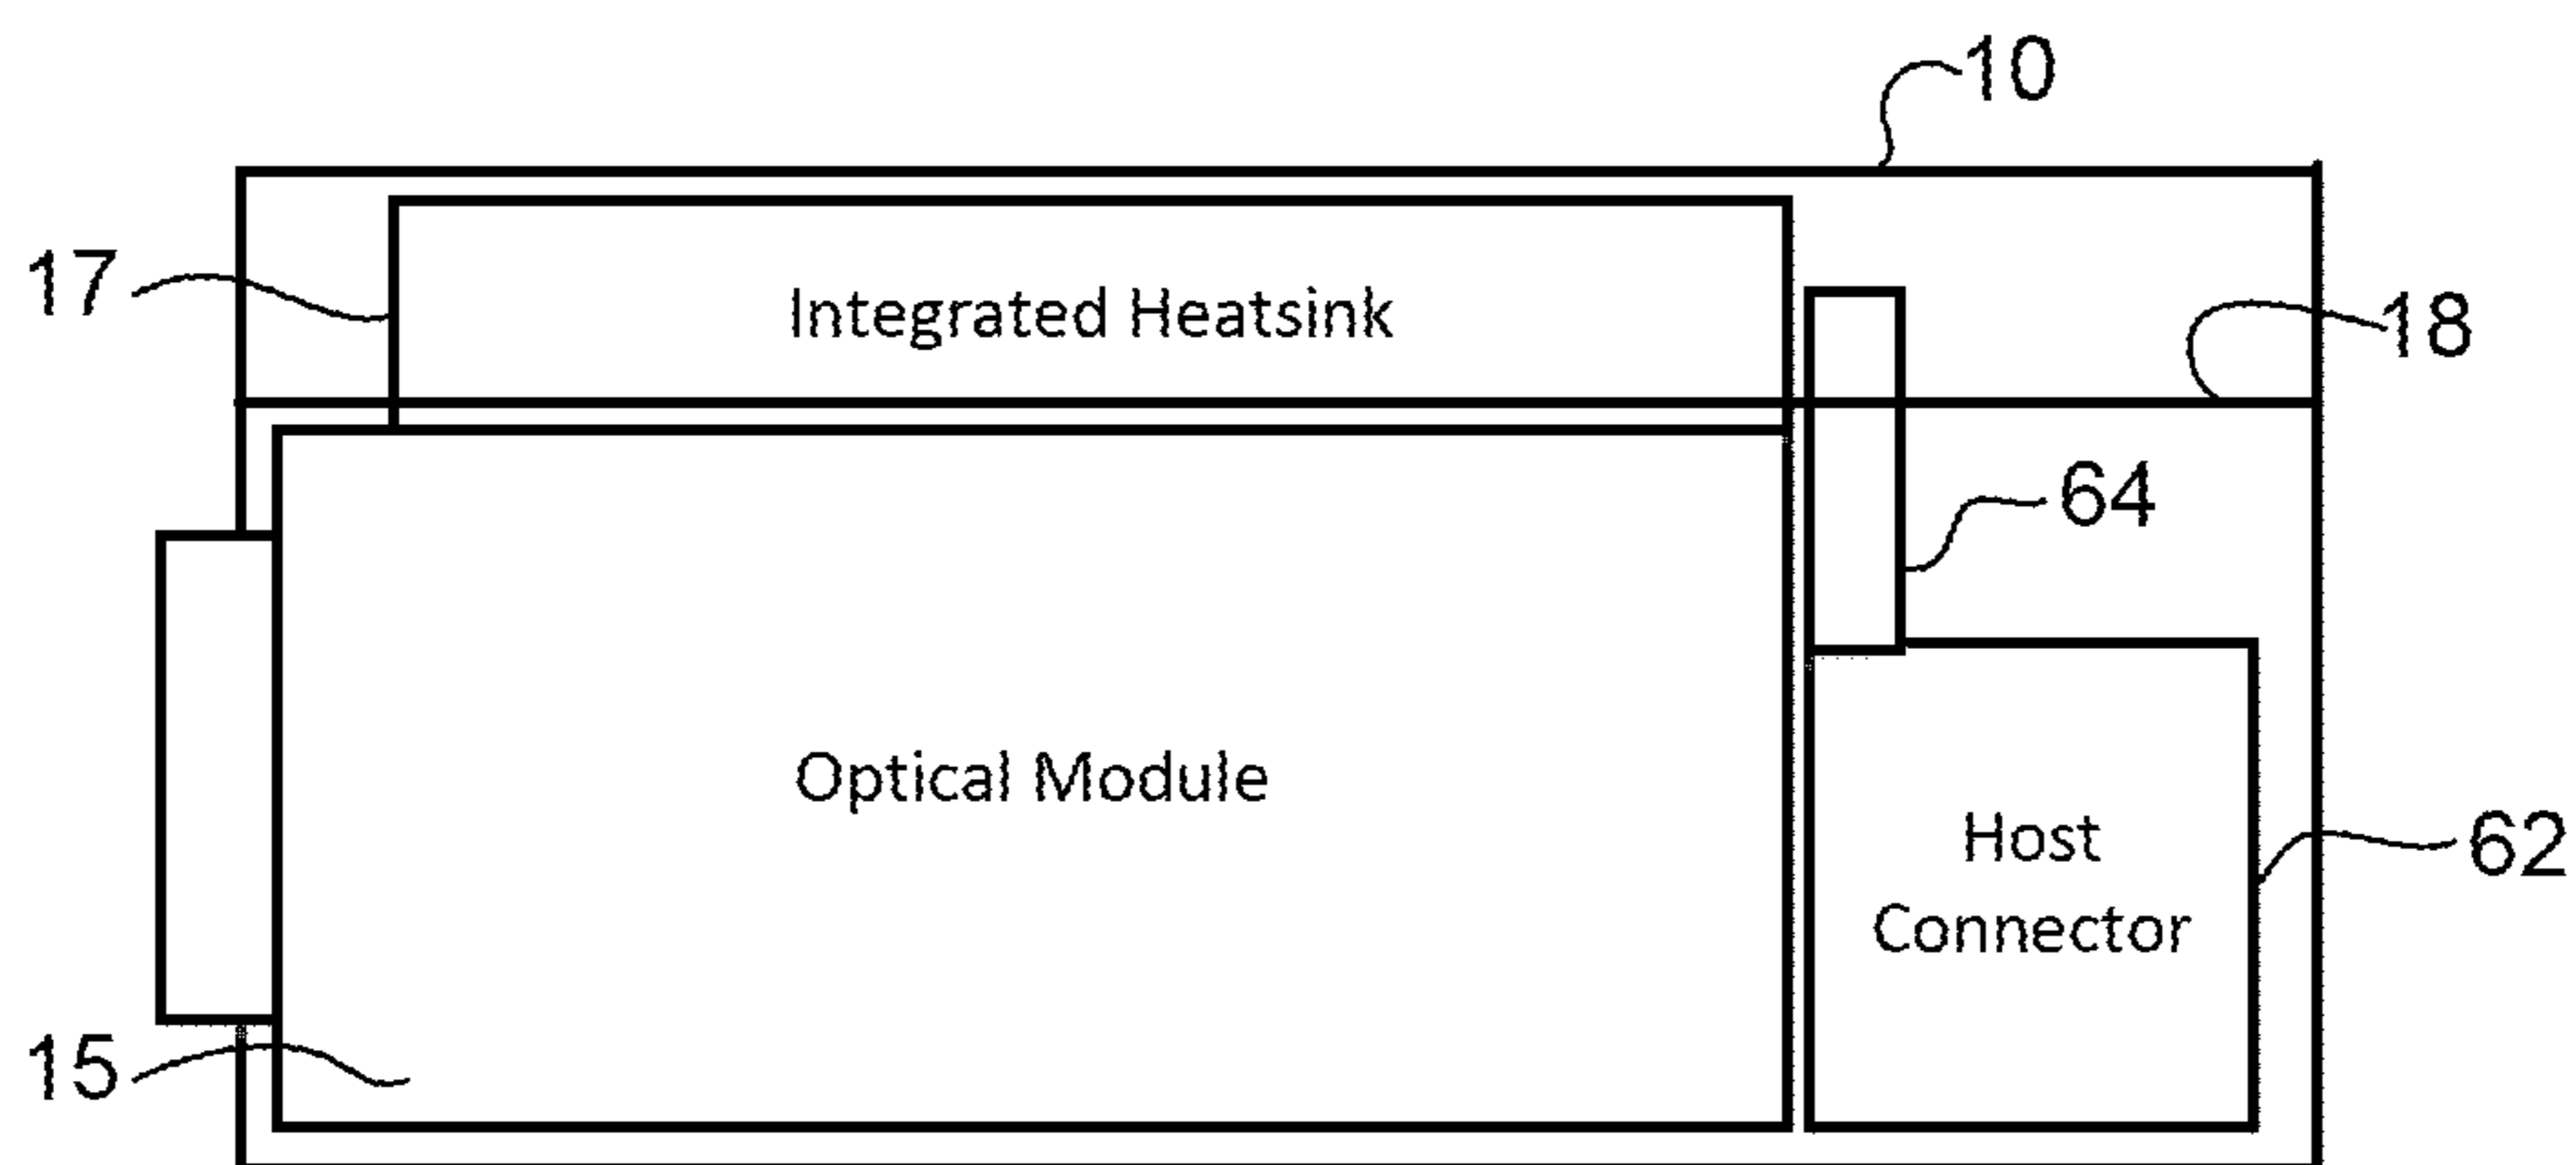 10
17
Integrated Heatsink
18
64
Optical Module
Host
Connector
62
15